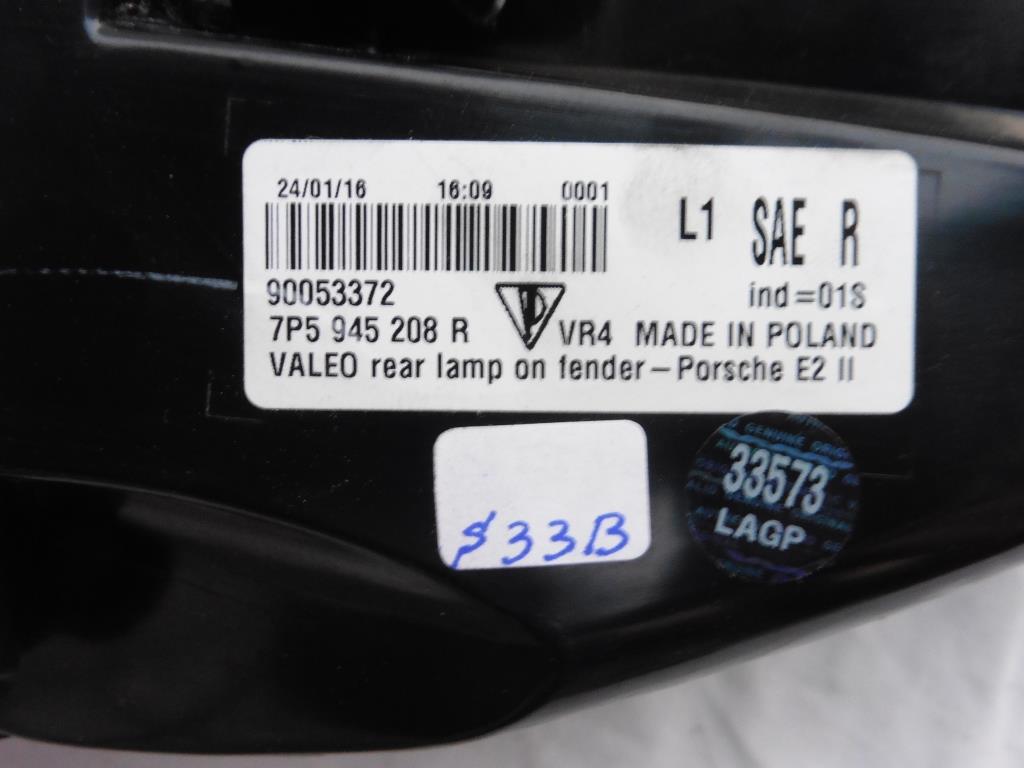 24/01/16 16:09 0001
L1 SAE R
90053372 ind=01S
7P5 945 208 R VR4 MADE IN POLAND
VALEO rear lamp on fender-Porsche E2 II
$33B
GENUINE
33573
LAGP